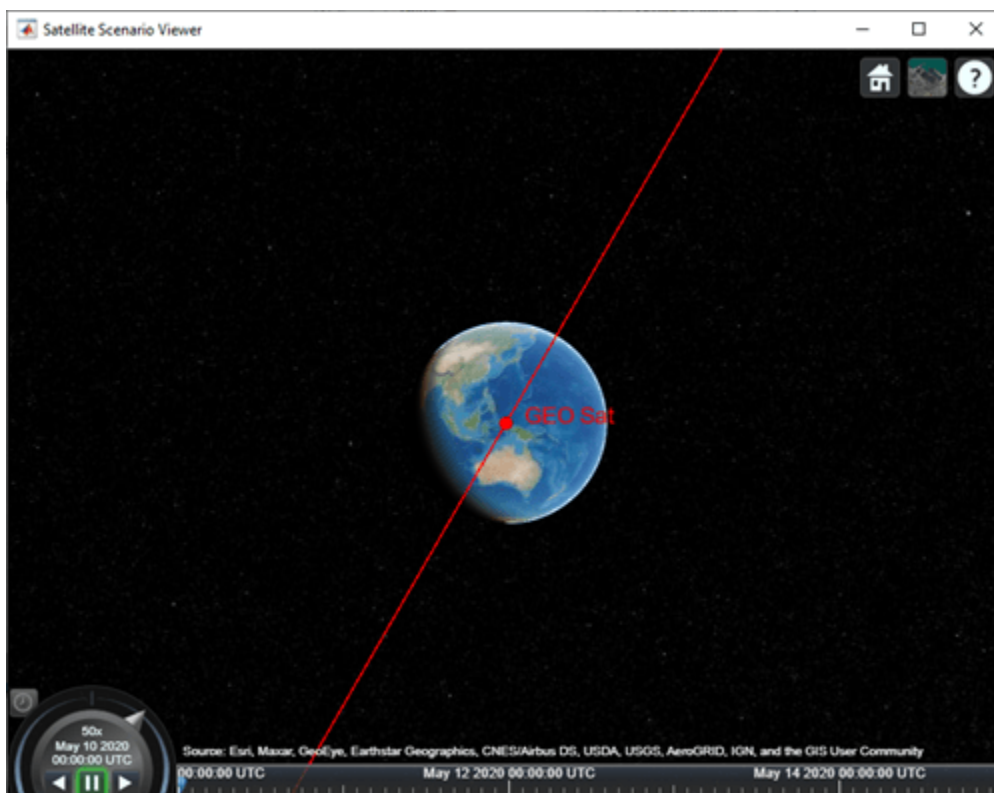 Satellite Scenario Viewer
?
GEO Sat
50x
May 10 2020
00:00:00 UTC
Source: Esri, Maxar, GeoEye, Earthstar Geographics, CNES/Airbus DS, USDA, USGS, AeroGRID, IGN, and the GIS User Community
00:00:00 UTC
May 12 2020 00:00:00 UTC
May 14 2020 00:00:00 UTC